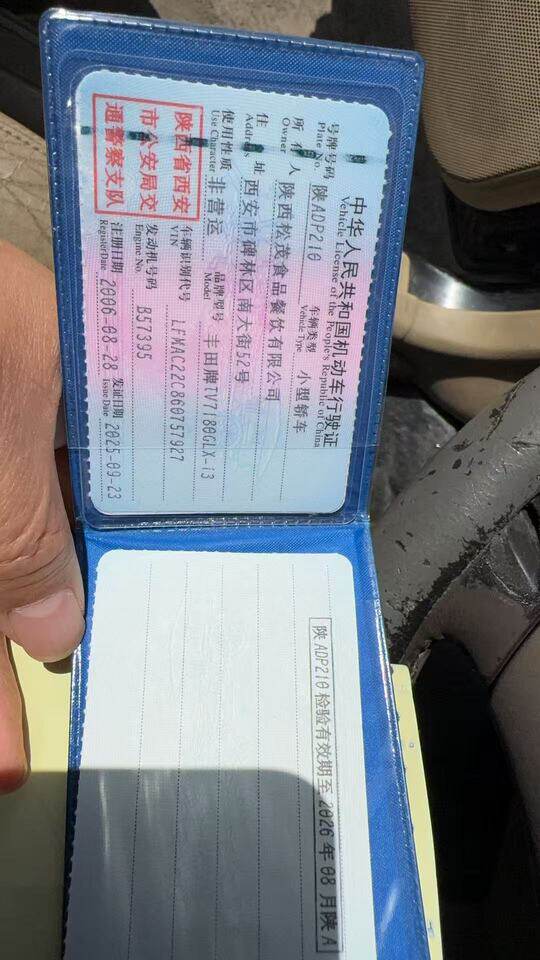 中华人民共和国机动车行驶证
Vehicle License of the People's Republic of China
号牌号码 陕ADP210 车辆类型 小型轿车
Plate No. Vehicle Type
所有人 陕西松茂食品餐饮有限公司
Owner
住址 西安市碑林区南大街52号
Address
使用性质 非营运 品牌型号 丰田牌TV7180GLX-i3
Use Character Model
陕西省西安
市公安局交
通警察支队
车辆识别代号 LFMAC22C860757927
VIN
发动机号码 B57395
Engine No.
注册日期 2006-08-28 发证日期 2025-09-23
Register Date Issue Date
陕ADP210 检验有效期至 2026年08月陕A